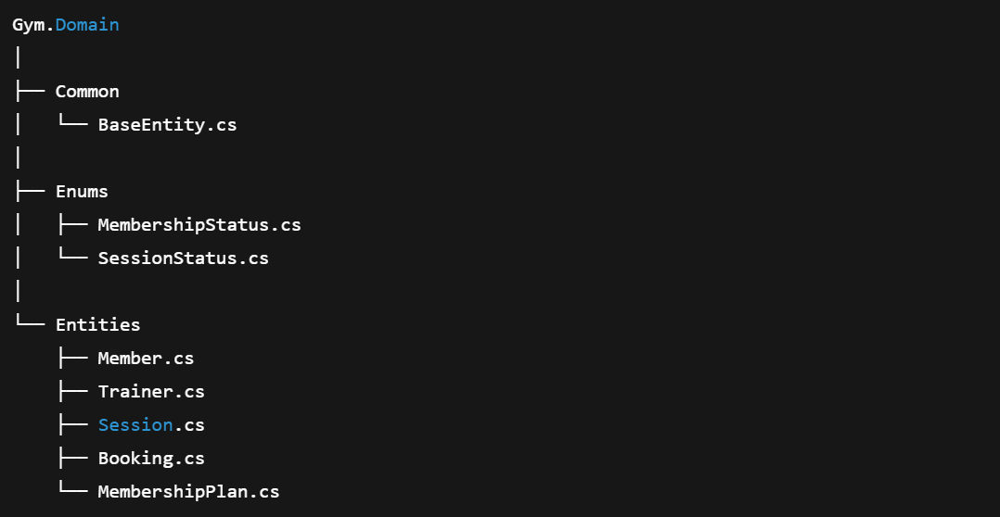 Gym.Domain
│
├── Common
│   └── BaseEntity.cs
│
├── Enums
│   ├── MembershipStatus.cs
│   └── SessionStatus.cs
│
└── Entities
    ├── Member.cs
    ├── Trainer.cs
    ├── Session.cs
    ├── Booking.cs
    └── MembershipPlan.cs